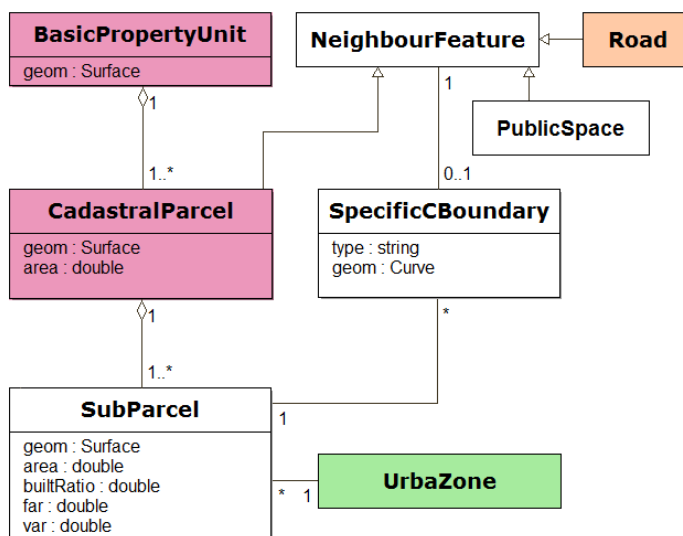 BasicPropertyUnit
geom : Surface
1
1..*
NeighbourFeature
1
0..1
Road
PublicSpace
CadastralParcel
geom : Surface
area : double
1
1..*
SpecificCBoundary
type : string
geom : Curve
*
1
SubParcel
geom : Surface
area : double
builtRatio : double
far : double
var : double
* 1
UrbaZone